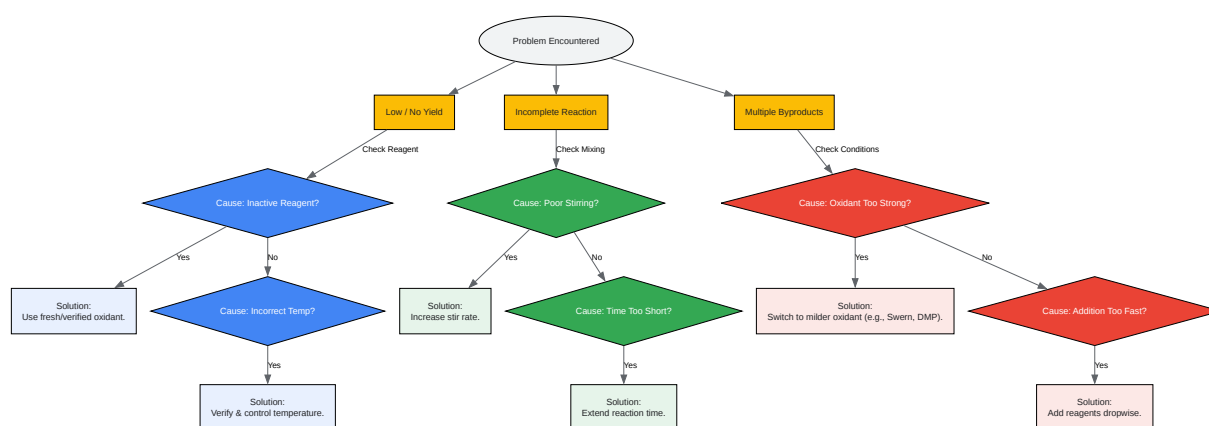 Problem Encountered
Low / No Yield
Incomplete Reaction
Multiple Byproducts
Check Reagent
Check Mixing
Check Conditions
Cause: Inactive Reagent?
Cause: Poor Stirring?
Cause: Oxidant Too Strong?
Yes
No
Yes
No
Yes
No
Solution:
Use fresh/verified oxidant.
Cause: Incorrect Temp?
Solution:
Increase stir rate.
Cause: Time Too Short?
Solution:
Switch to milder oxidant (e.g., Swern, DMP).
Cause: Addition Too Fast?
Yes
Yes
Yes
Solution:
Verify & control temperature.
Solution:
Extend reaction time.
Solution:
Add reagents dropwise.